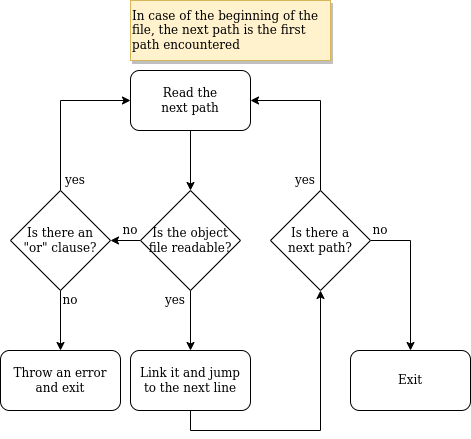 In case of the beginning of the
file, the next path is the first
path encountered
Read the
next path
yes
yes
Is there an
"or" clause?
no
Is the object
file readable?
Is there a
next path?
no
no
yes
Throw an error
and exit
Link it and jump
to the next line
Exit